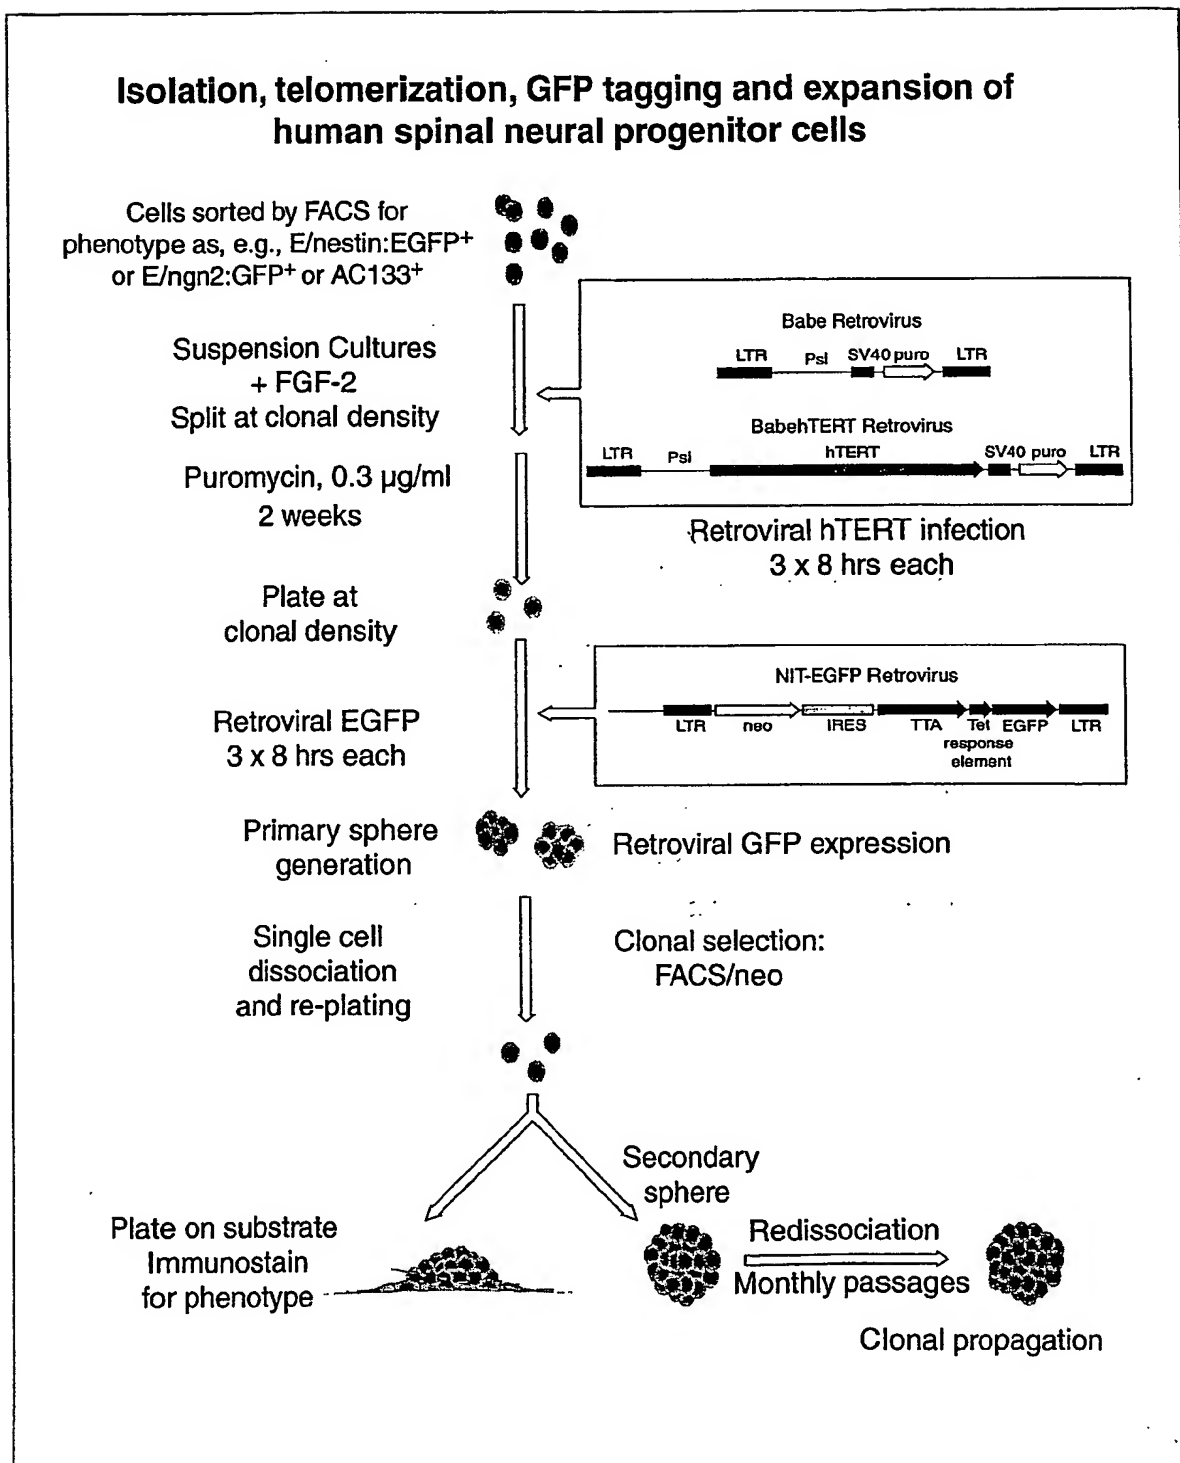 Isolation, telomerization, GFP tagging and expansion of
human spinal neural progenitor cells
Cells sorted by FACS for
phenotype as, e.g., E/nestin:EGFP+
or E/ngn2:GFP+ or AC133+
Suspension Cultures
+ FGF-2
Split at clonal density
Babe Retrovirus
LTR Psi SV40 puro LTR
BabehTERT Retrovirus
LTR Psi hTERT SV40 puro LTR
Retroviral hTERT infection
3 x 8 hrs each
Puromycin, 0.3 µg/ml
2 weeks
Plate at
clonal density
NIT-EGFP Retrovirus
LTR neo IRES TTA Tet EGFP LTR
response
element
Retroviral EGFP
3 x 8 hrs each
Primary sphere
generation
Retroviral GFP expression
Single cell
dissociation
and re-plating
Clonal selection:
FACS/neo
Plate on substrate
Immunostain
for phenotype
Secondary
sphere
Redissociation
Monthly passages
Clonal propagation